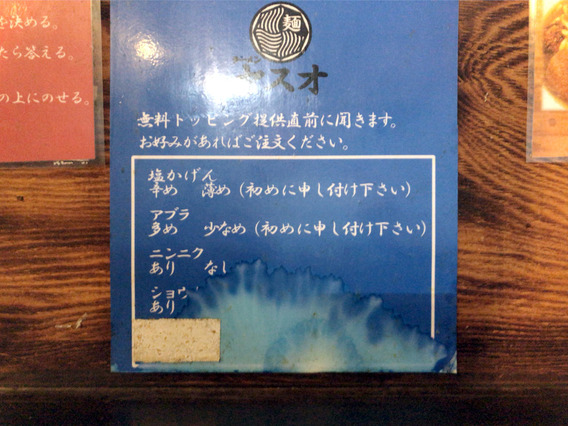 を決める。
たら答える。
の上にのせる。
麺
ヤスオ
無料トッピング提供直前に聞きます。
お好みがあればご注文ください。
塩かげん
辛め 薄め (初めに申し付け下さい)
アブラ
多め 少なめ (初めに申し付け下さい)
ニンニク
あり なし
ショウ
あり